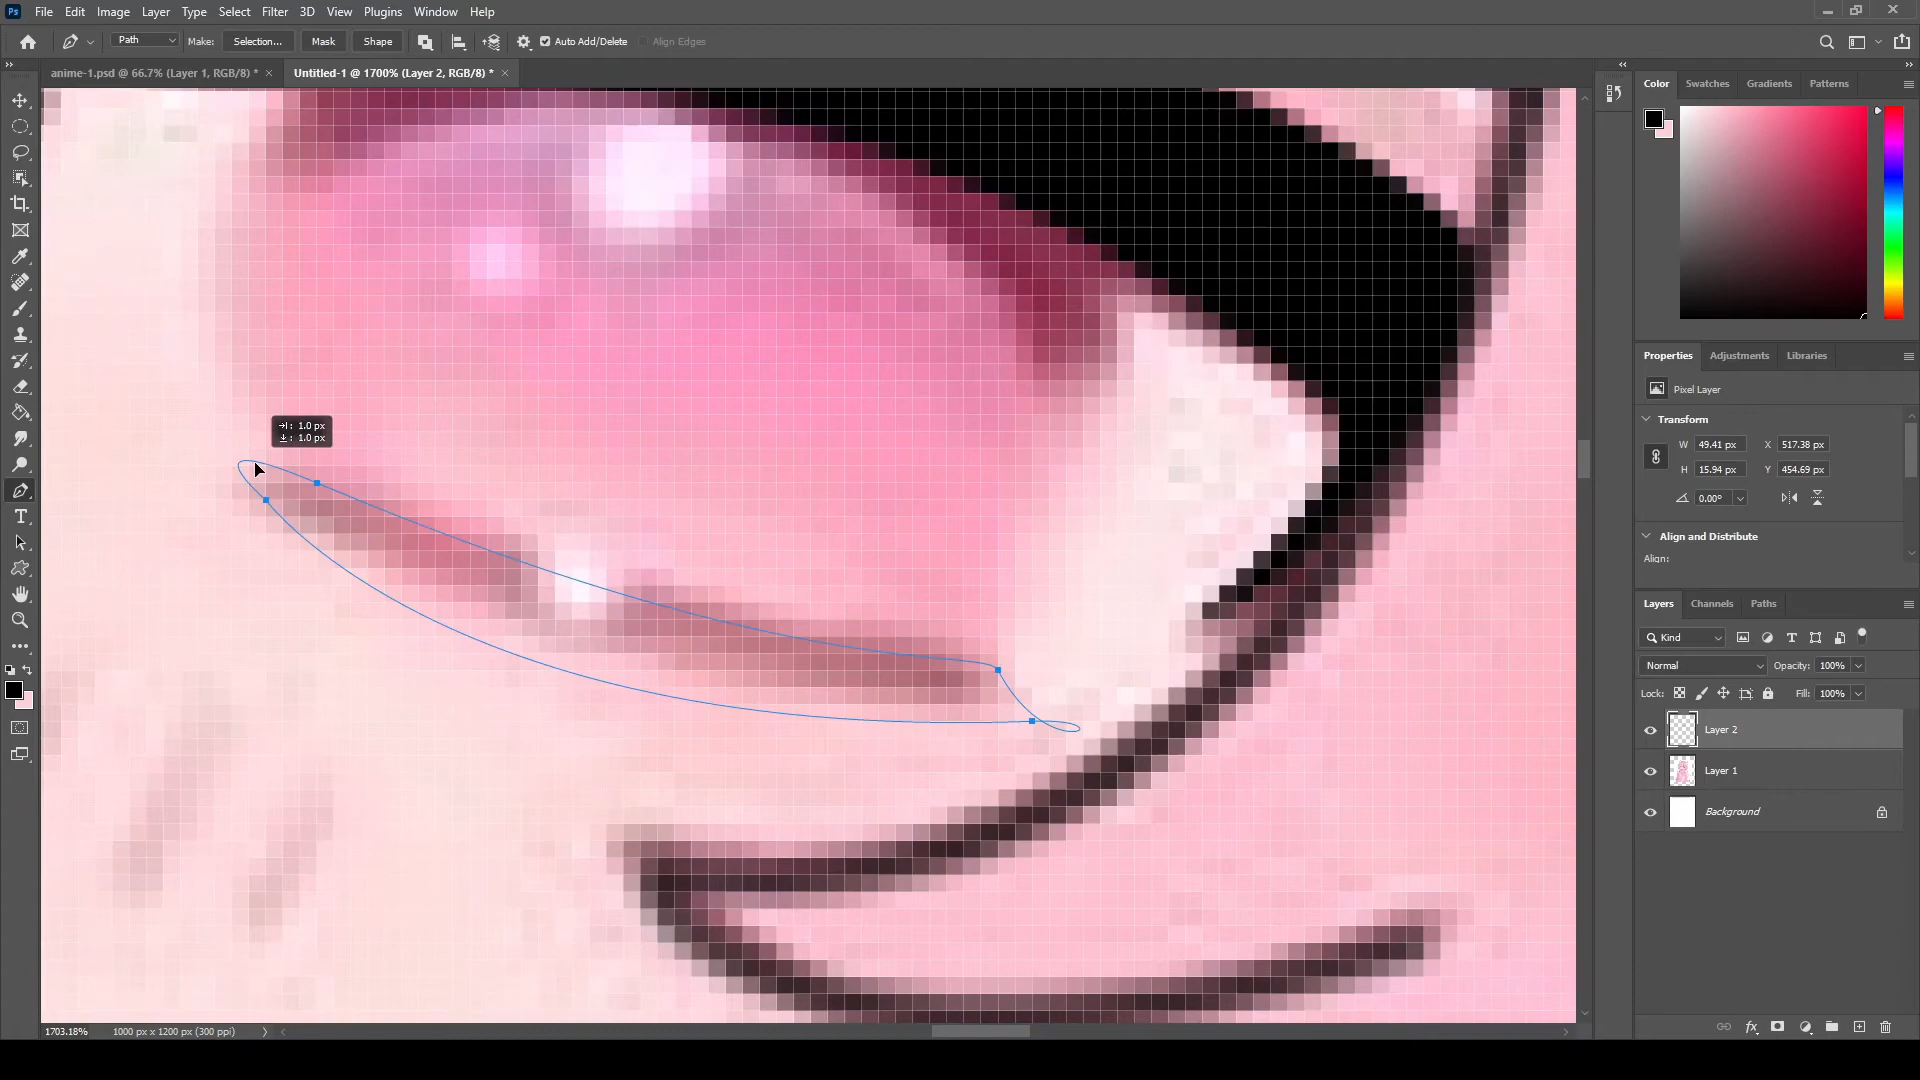 Ps File Edit Image Layer Type Select Filter 3D View Plugins Window Help
Path Make: Selection... Mask Shape Auto Add/Delete Align Edges
anime-1.psd @ 66.7% (Layer 1, RGB/8) * Untitled-1 @ 1700% (Layer 2, RGB/8) *
Color Swatches Gradients Patterns
Properties Adjustments Libraries
Pixel Layer
Transform
W 49.41 px X 517.38 px
H 15.94 px Y 454.69 px
0.00°
Align and Distribute
Align:
1.0 px
1.0 px
Layers Channels Paths
Kind
Normal Opacity: 100%
Lock: Fill: 100%
Layer 2
Layer 1
Background
1703.18% 1000 px x 1200 px (300 ppi)